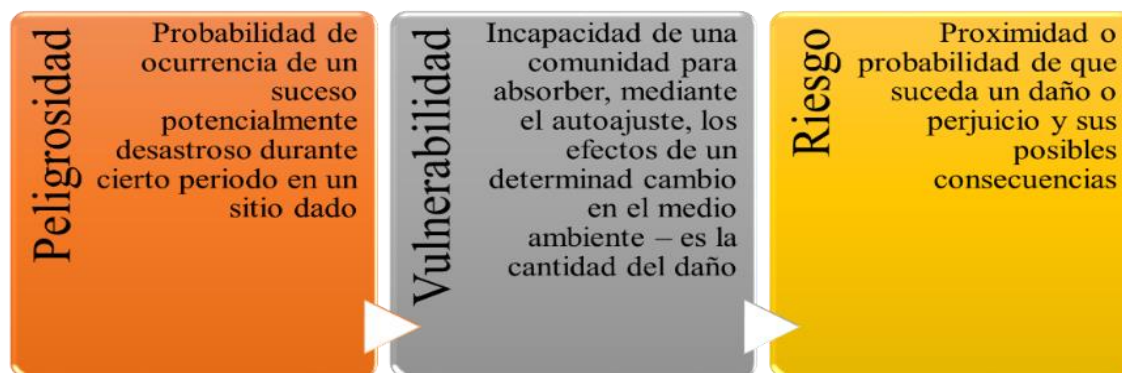 Peligrosidad
Probabilidad de
ocurrencia de un
suceso
potencialmente
desastroso durante
cierto periodo en un
sitio dado
Vulnerabilidad
Incapacidad de una
comunidad para
absorber, mediante
el autoajuste, los
efectos de un
determinad cambio
en el medio
ambiente – es la
cantidad del daño
Riesgo
Proximidad o
probabilidad de que
suceda un daño o
perjuicio y sus
posibles
consecuencias